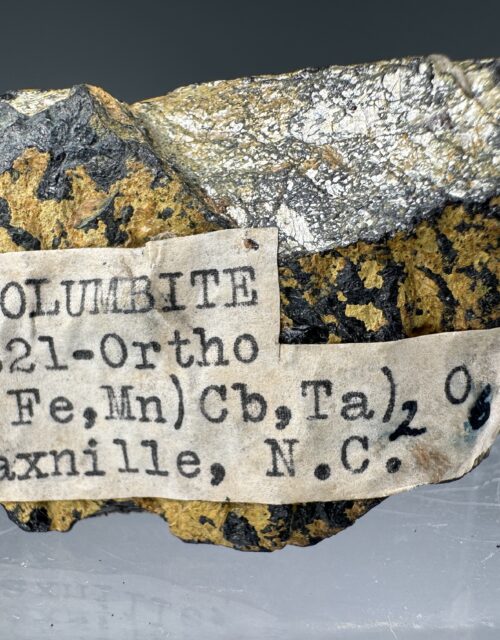 OLUMBITE
21-Ortho
Fe,Mn)Cb,Ta)2 O6
axnille, N.C.